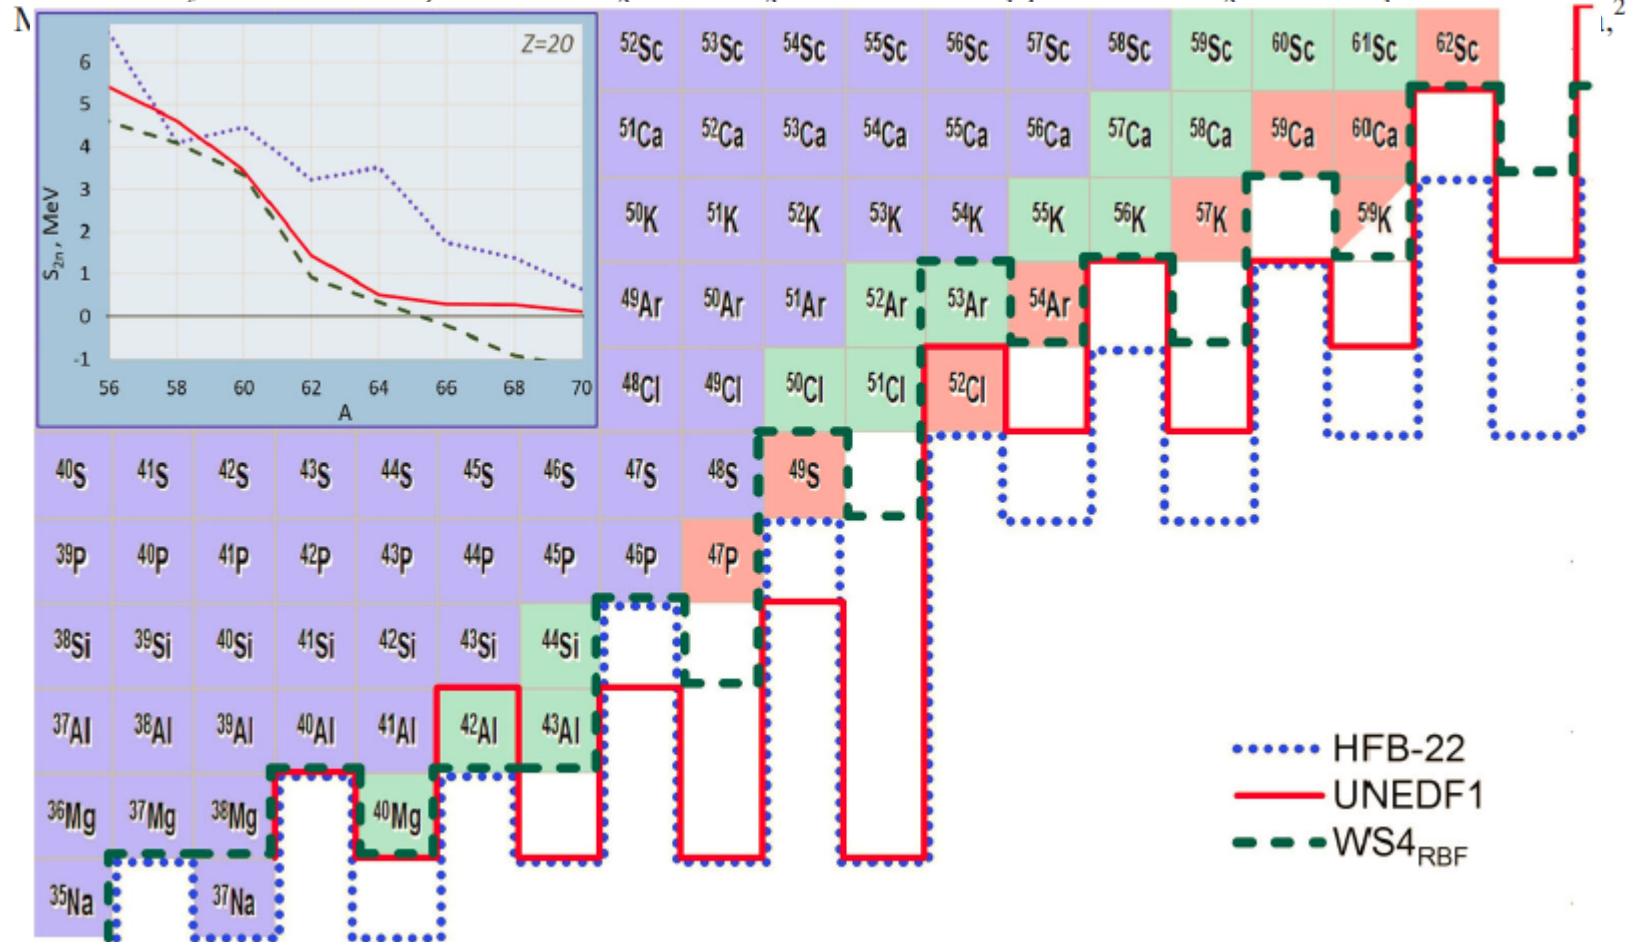 Z=20
S2n, MeV
6
5
4
3
2
1
0
-1
56 58 60 62 64 66 68 70
A
52Sc 53Sc 54Sc 55Sc 56Sc 57Sc 58Sc 59Sc 60Sc 61Sc 62Sc
51Ca 52Ca 53Ca 54Ca 55Ca 56Ca 57Ca 58Ca 59Ca 60Ca
50K 51K 52K 53K 54K 55K 56K 57K 59K
49Ar 50Ar 51Ar 52Ar 53Ar 54Ar
48Cl 49Cl 50Cl 51Cl 52Cl
40S 41S 42S 43S 44S 45S 46S 47S 48S 49S
39P 40P 41P 42P 43P 44P 45P 46P 47P
38Si 39Si 40Si 41Si 42Si 43Si 44Si
37Al 38Al 39Al 40Al 41Al 42Al 43Al
36Mg 37Mg 38Mg 40Mg
35Na 37Na
HFB-22
UNEDF1
WS4RBF